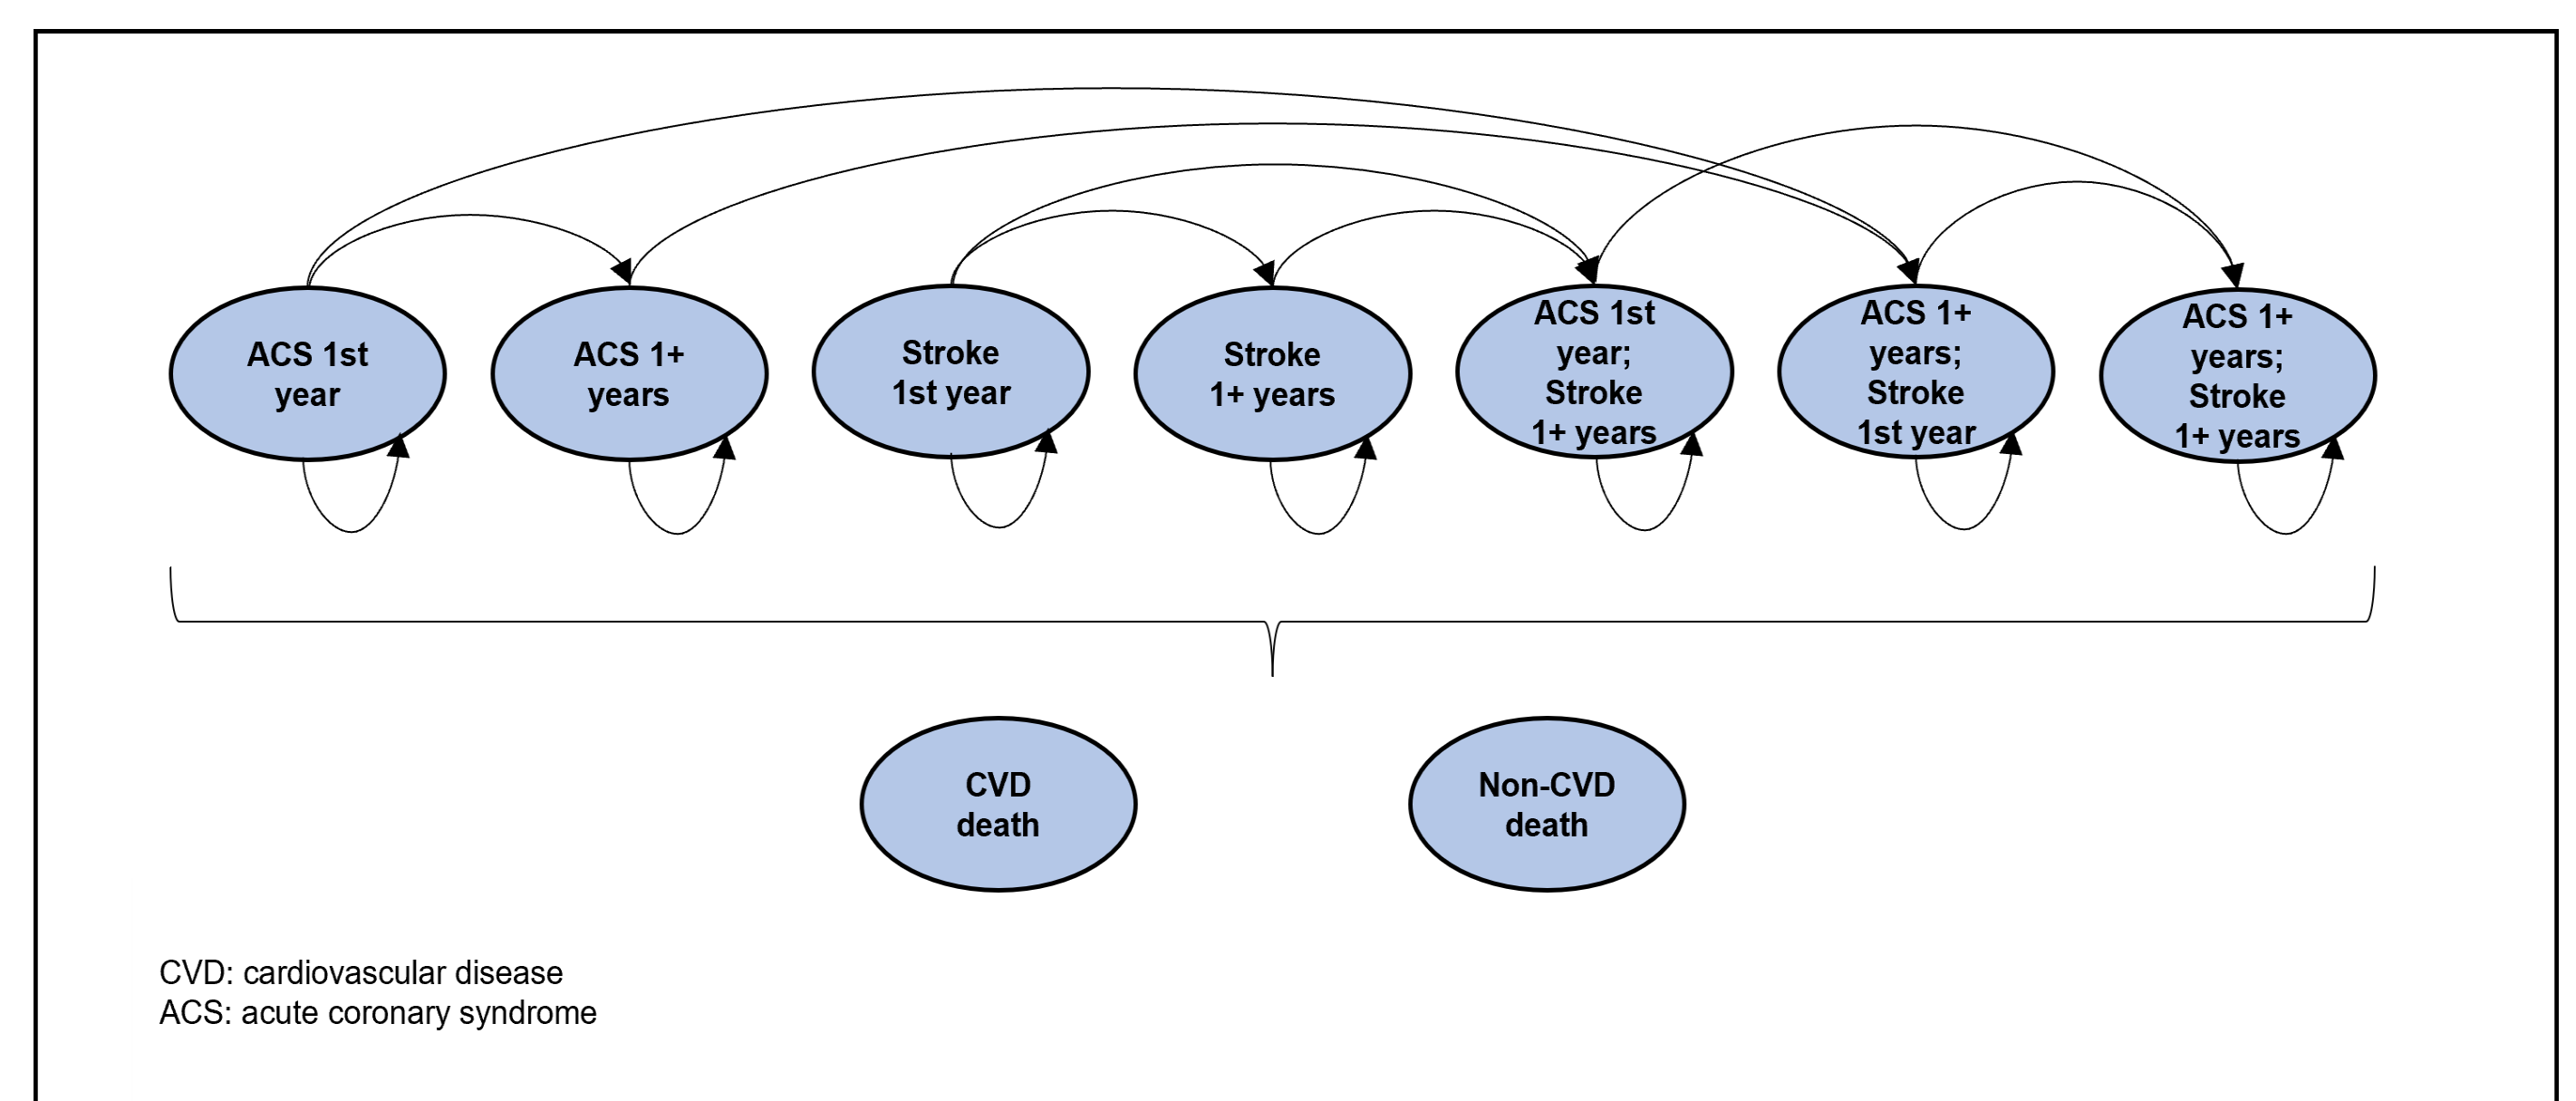 ACS 1st
year
ACS 1+
years
Stroke
1st year
Stroke
1+ years
ACS 1st
year;
Stroke
1+ years
ACS 1+
years;
Stroke
1st year
ACS 1+
years;
Stroke
1+ years
CVD
death
Non-CVD
death
CVD: cardiovascular disease
ACS: acute coronary syndrome